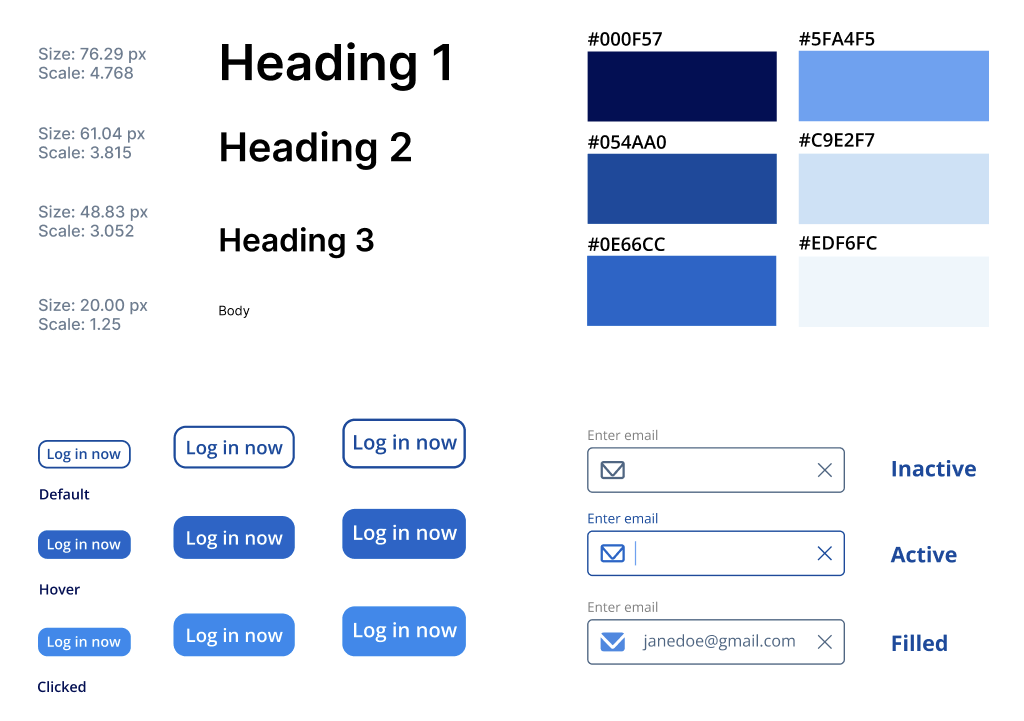 Size: 76.29 px
Scale: 4.768
Heading 1
Size: 61.04 px
Scale: 3.815
Heading 2
Size: 48.83 px
Scale: 3.052
Heading 3
Size: 20.00 px
Scale: 1.25
Body
#000F57
#5FA4F5
#054AA0
#C9E2F7
#0E66CC
#EDF6FC
Log in now
Log in now
Log in now
Default
Log in now
Log in now
Log in now
Hover
Log in now
Log in now
Log in now
Clicked
Enter email
Inactive
Enter email
Active
Enter email
janedoe@gmail.com
Filled